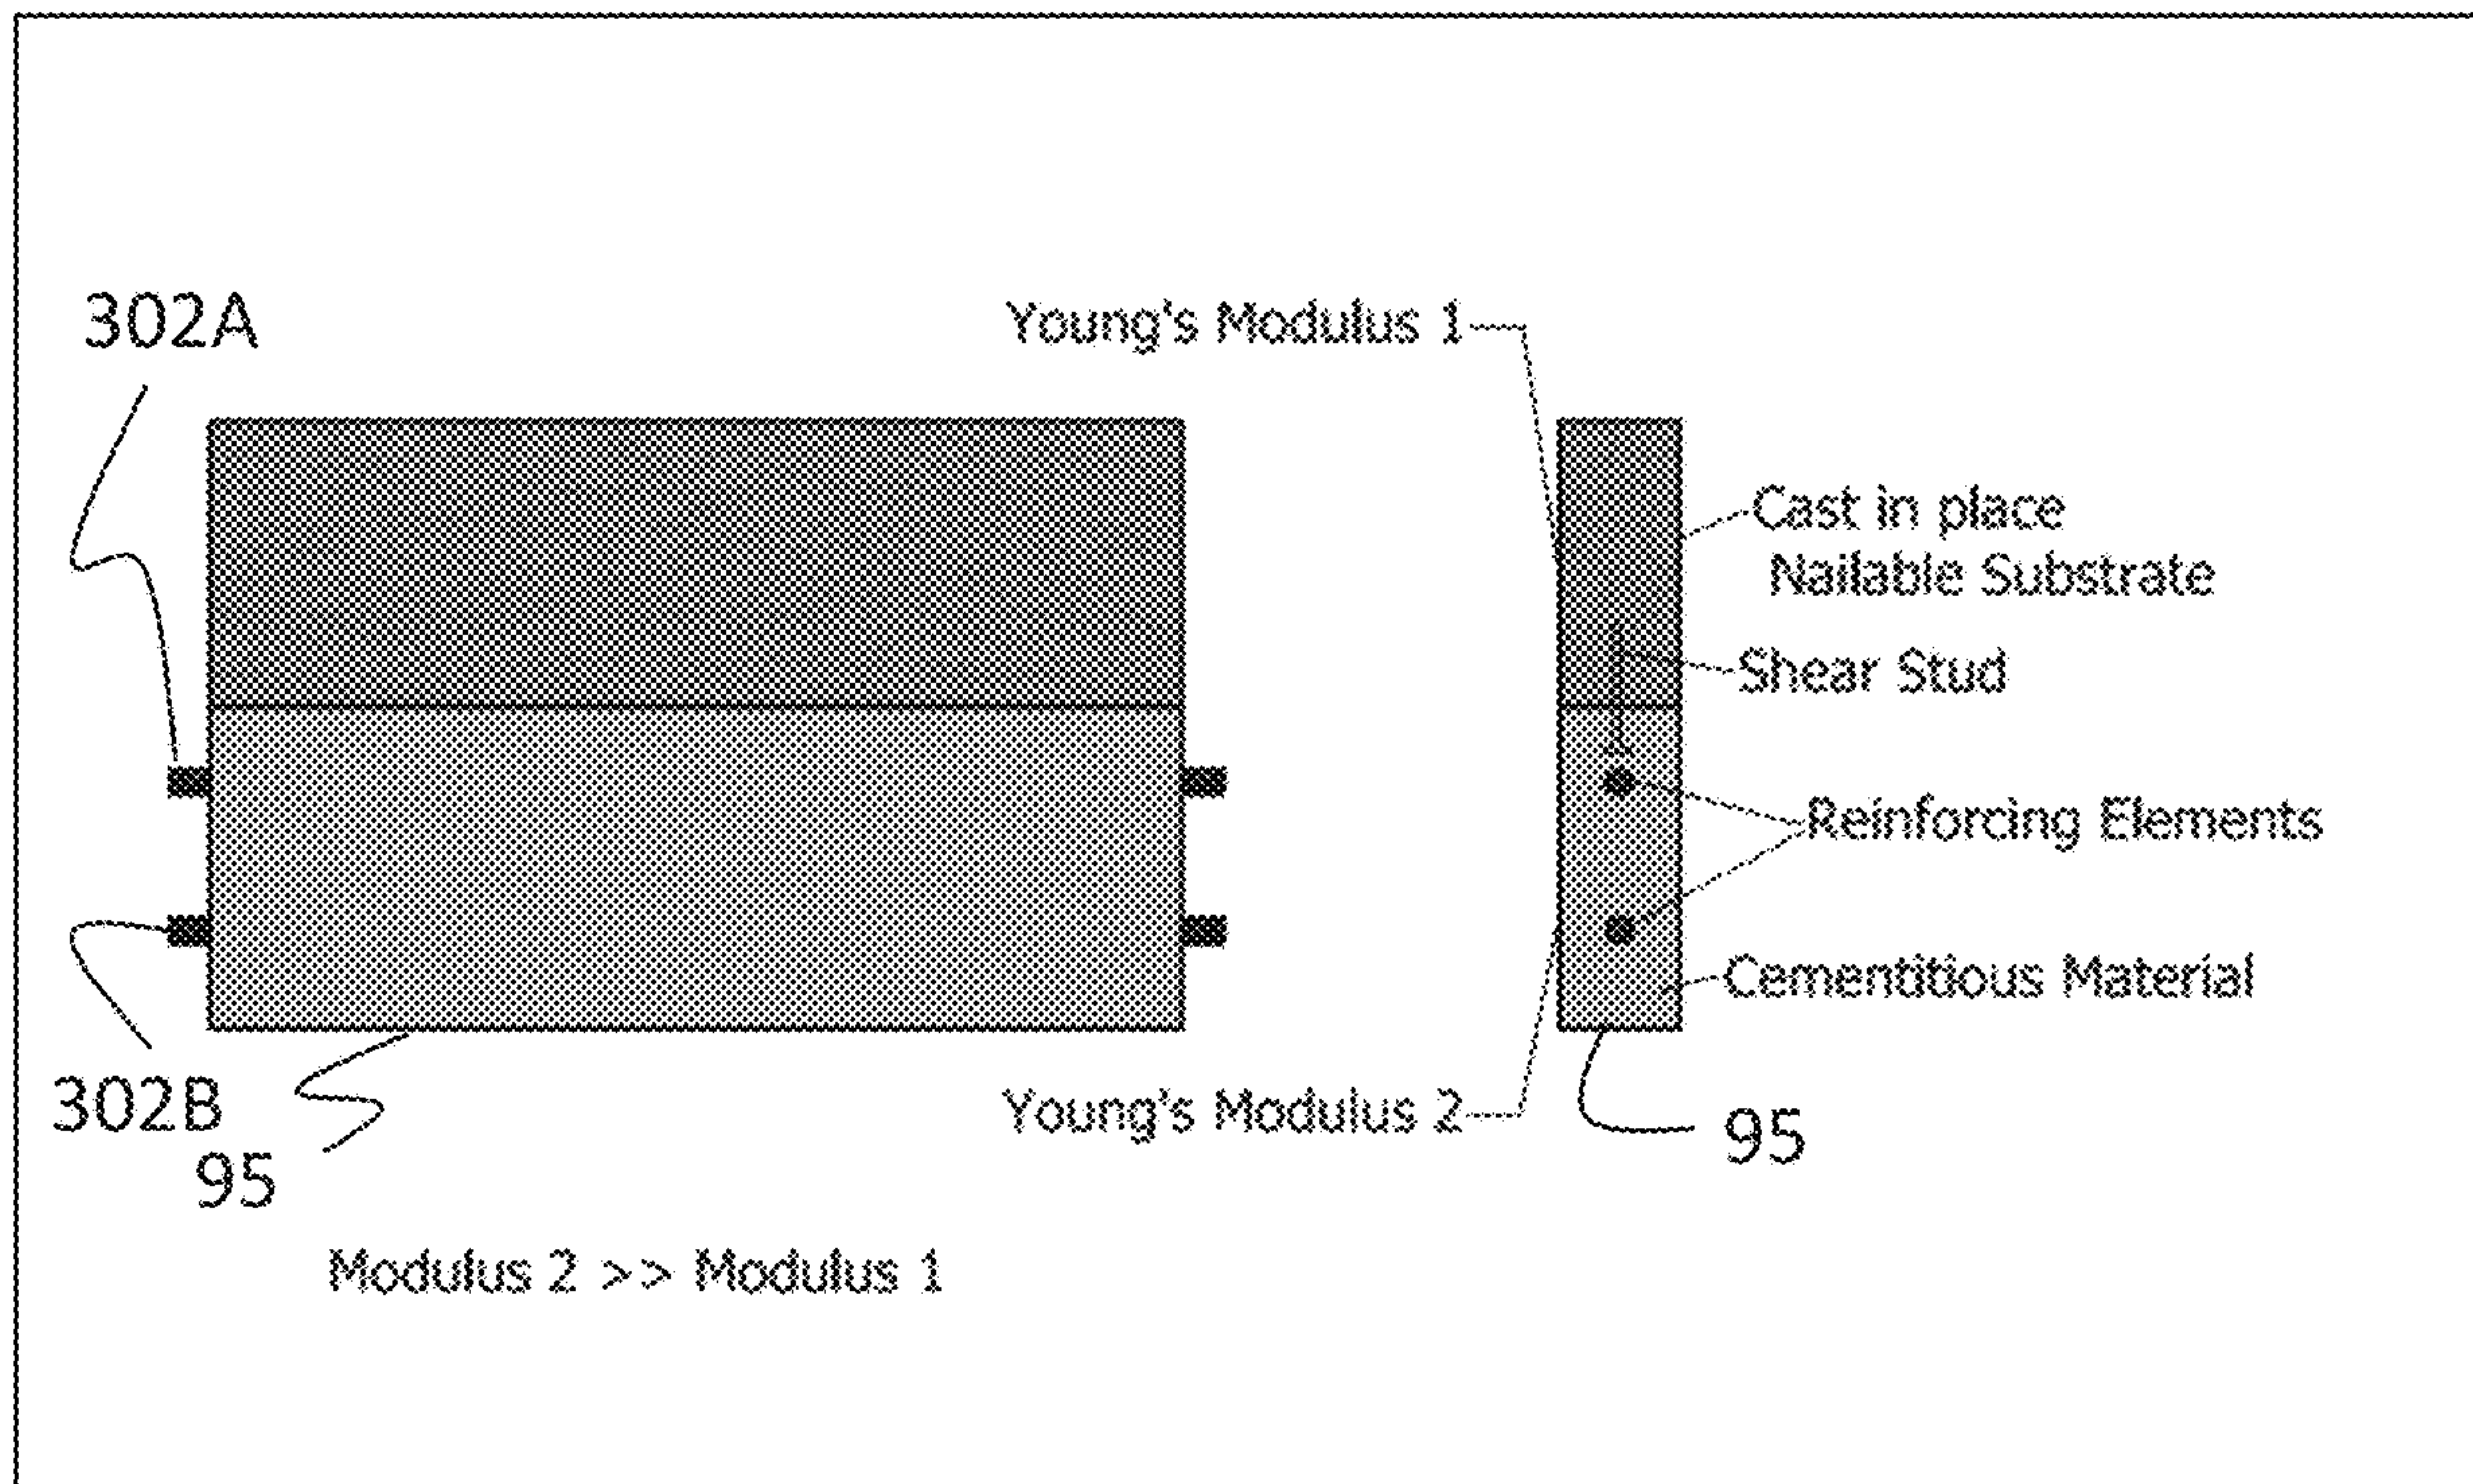 302A
Young's Modulus 1
Cast in place
Nailable Substrate
Shear Stud
Reinforcing Elements
Cementitious Material
302B
Young's Modulus 2
95
95
Modulus 2 >> Modulus 1